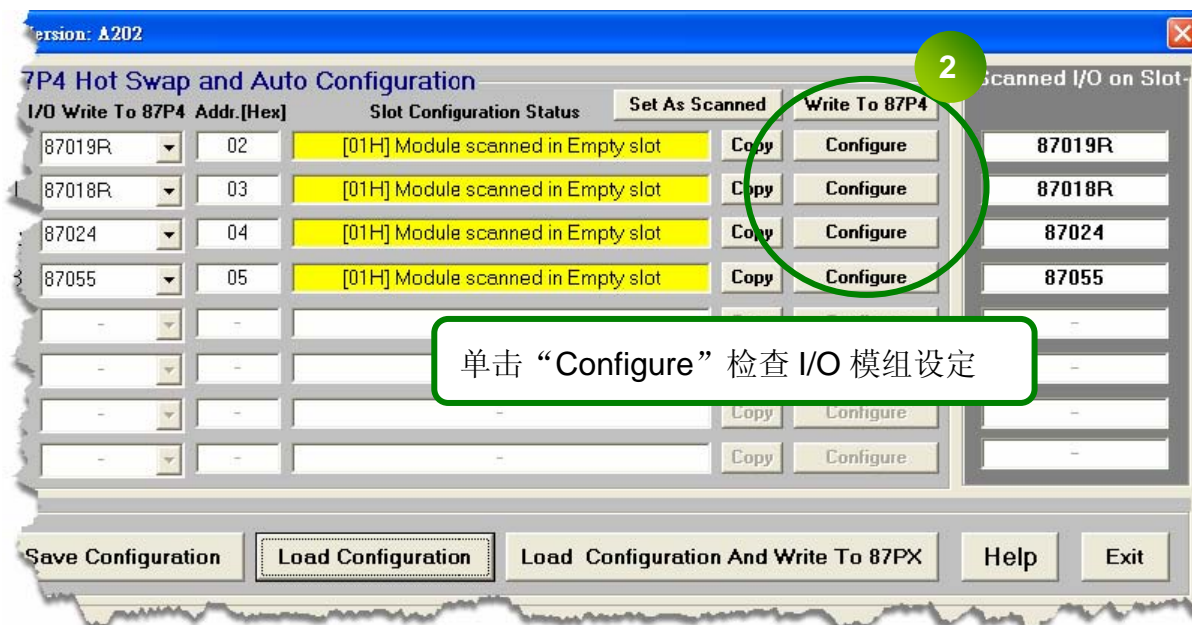 ersion: A202
2
7P4 Hot Swap and Auto Configuration
Scanned I/O on Slot-
I/O Write To 87P4 Addr.[Hex] Slot Configuration Status Set As Scanned Write To 87P4
87019R 02 [01H] Module scanned in Empty slot Copy Configure 87019R
87018R 03 [01H] Module scanned in Empty slot Copy Configure 87018R
87024 04 [01H] Module scanned in Empty slot Copy Configure 87024
87055 05 [01H] Module scanned in Empty slot Copy Configure 87055
- - -
单击“Configure”检查 I/O 模组设定
- - -
- - - Copy Configure -
- - - Copy Configure -
Save Configuration Load Configuration Load Configuration And Write To 87PX Help Exit